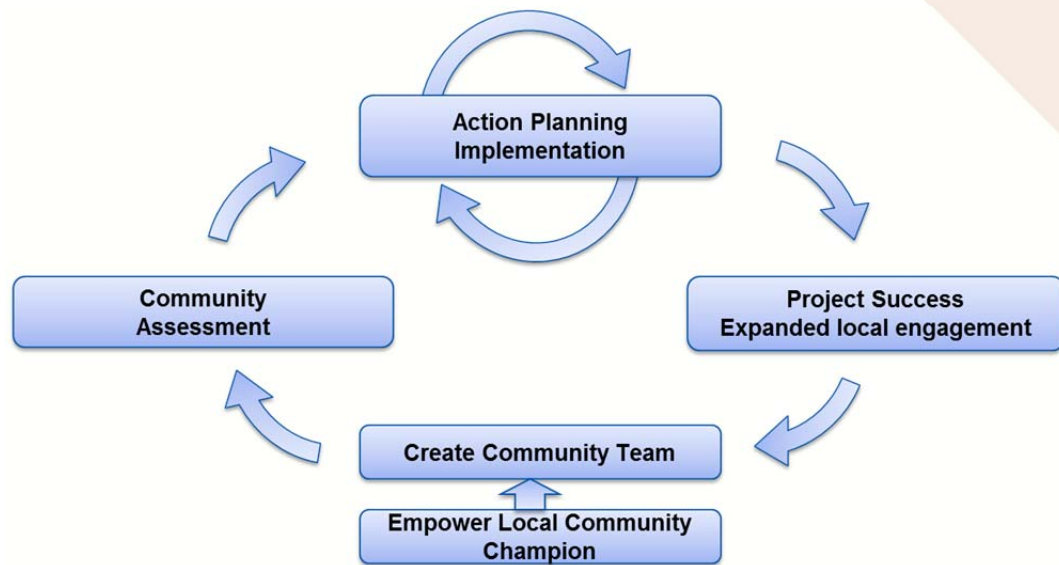 Action Planning
Implementation
Community
Assessment
Project Success
Expanded local engagement
Create Community Team
Empower Local Community
Champion